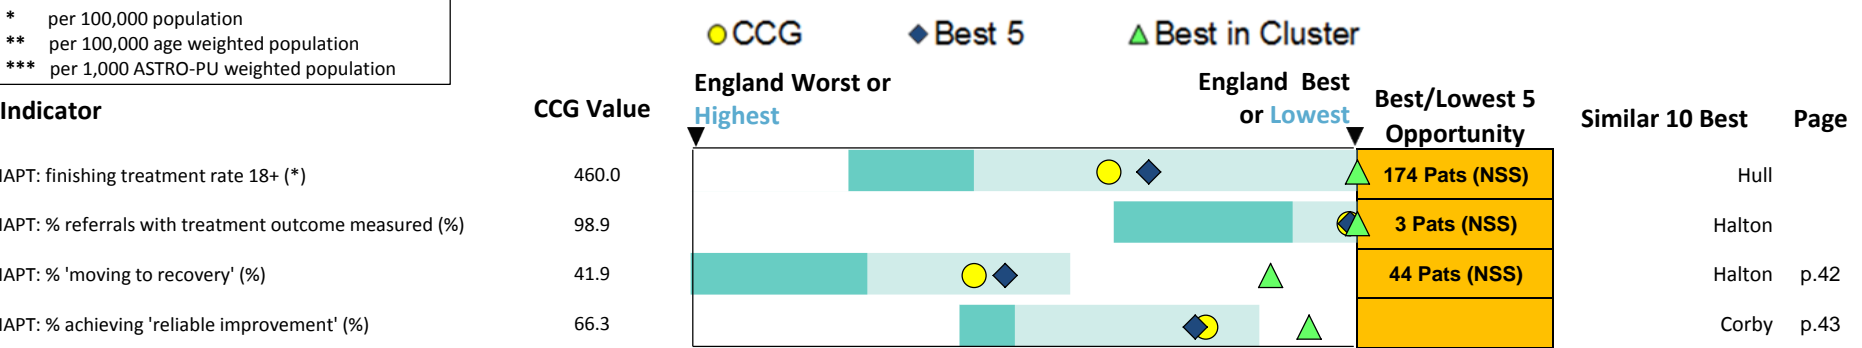 * per 100,000 population
** per 100,000 age weighted population
*** per 1,000 ASTRO-PU weighted population
CCG Best 5 Best in Cluster
Indicator CCG Value England Worst or Highest England Best or Lowest Best/Lowest 5 Opportunity Similar 10 Best Page
IAPT: finishing treatment rate 18+ (*) 460.0 174 Pats (NSS) Hull
IAPT: % referrals with treatment outcome measured (%) 98.9 3 Pats (NSS) Halton
IAPT: % 'moving to recovery' (%) 41.9 44 Pats (NSS) Halton p.42
IAPT: % achieving 'reliable improvement' (%) 66.3 Corby p.43